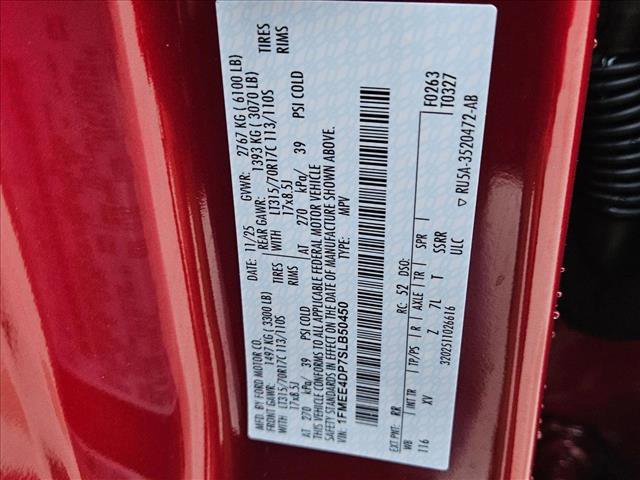 MFD. BY FORD MOTOR CO.
DATE: 11/25 GVWR: 2767 KG (6100 LB)
FRONT GAWR: 1497 KG (3300 LB) REAR GAWR: 1393 KG (3070 LB)
WITH LT315/70R17C 113/110S TIRES WITH LT315/70R17C 113/110S TIRES
17x8.5J RIMS 17x8.5J RIMS
AT 270 kPa/ 39 PSI COLD AT 270 kPa/ 39 PSI COLD
THIS VEHICLE CONFORMS TO ALL APPLICABLE FEDERAL MOTOR VEHICLE
SAFETY STANDARDS IN EFFECT ON THE DATE OF MANUFACTURE SHOWN ABOVE.
VIN: 1FMEE4DP7SLB50450 TYPE: MPV
F0263
T0327
EXT PNT: RR RC: 52 DSO:
WB INT TR TP/PS R AXLE TR SPR
116 XV Z 7L T SSRR
ULC
3202511026616
RU5A-3520472-AB